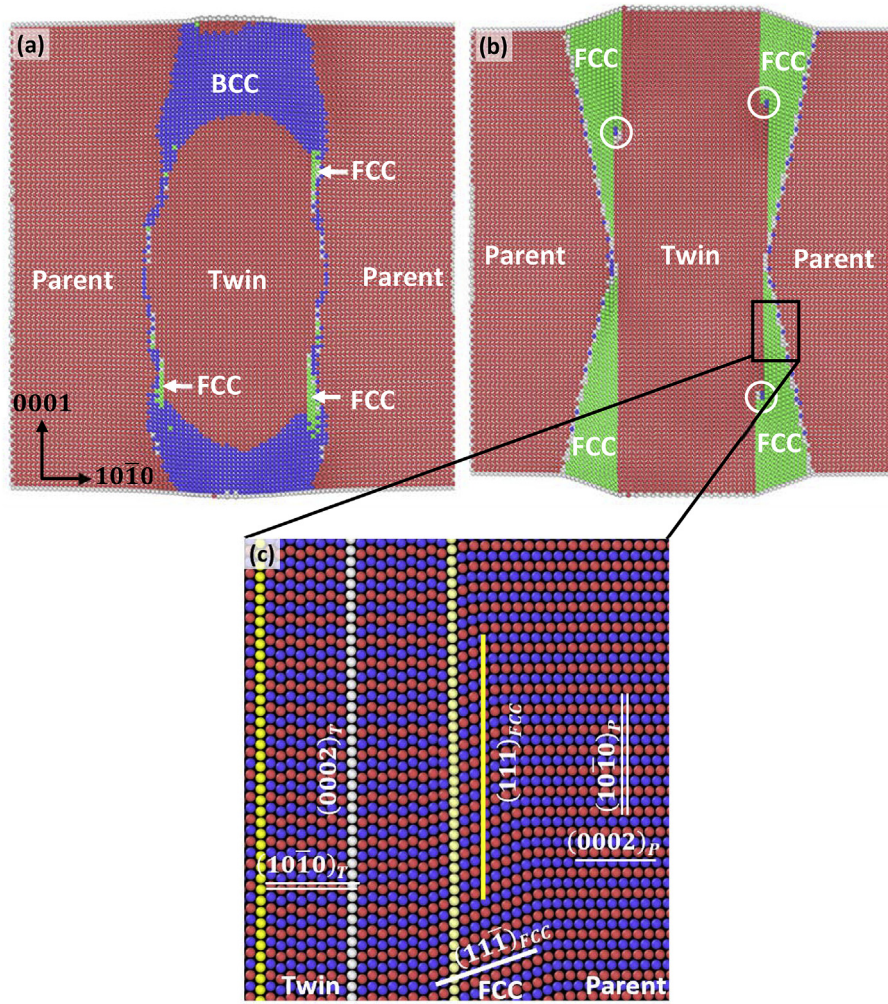 (a)
BCC
FCC
Parent
Twin
Parent
FCC
FCC
0001
101̄0
(b)
FCC
FCC
Parent
Twin
Parent
FCC
FCC
(c)
(0002)T
(111)FCC
(101̄0)P
(0002)P
(101̄0)T
(111̄)FCC
Twin
FCC
Parent